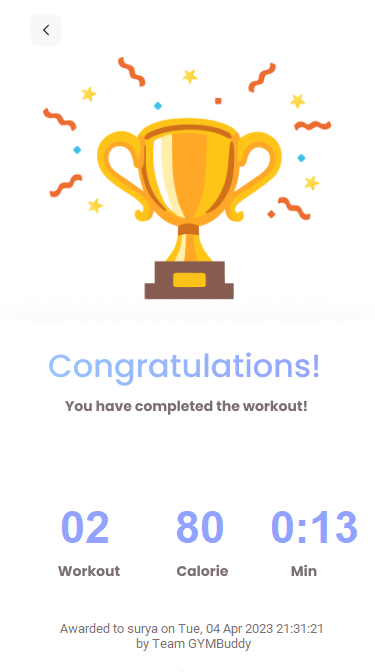 Congratulations!
You have completed the workout!
02 80 0:13
Workout Calorie Min
Awarded to surya on Tue, 04 Apr 2023 21:31:21
by Team GYMBuddy